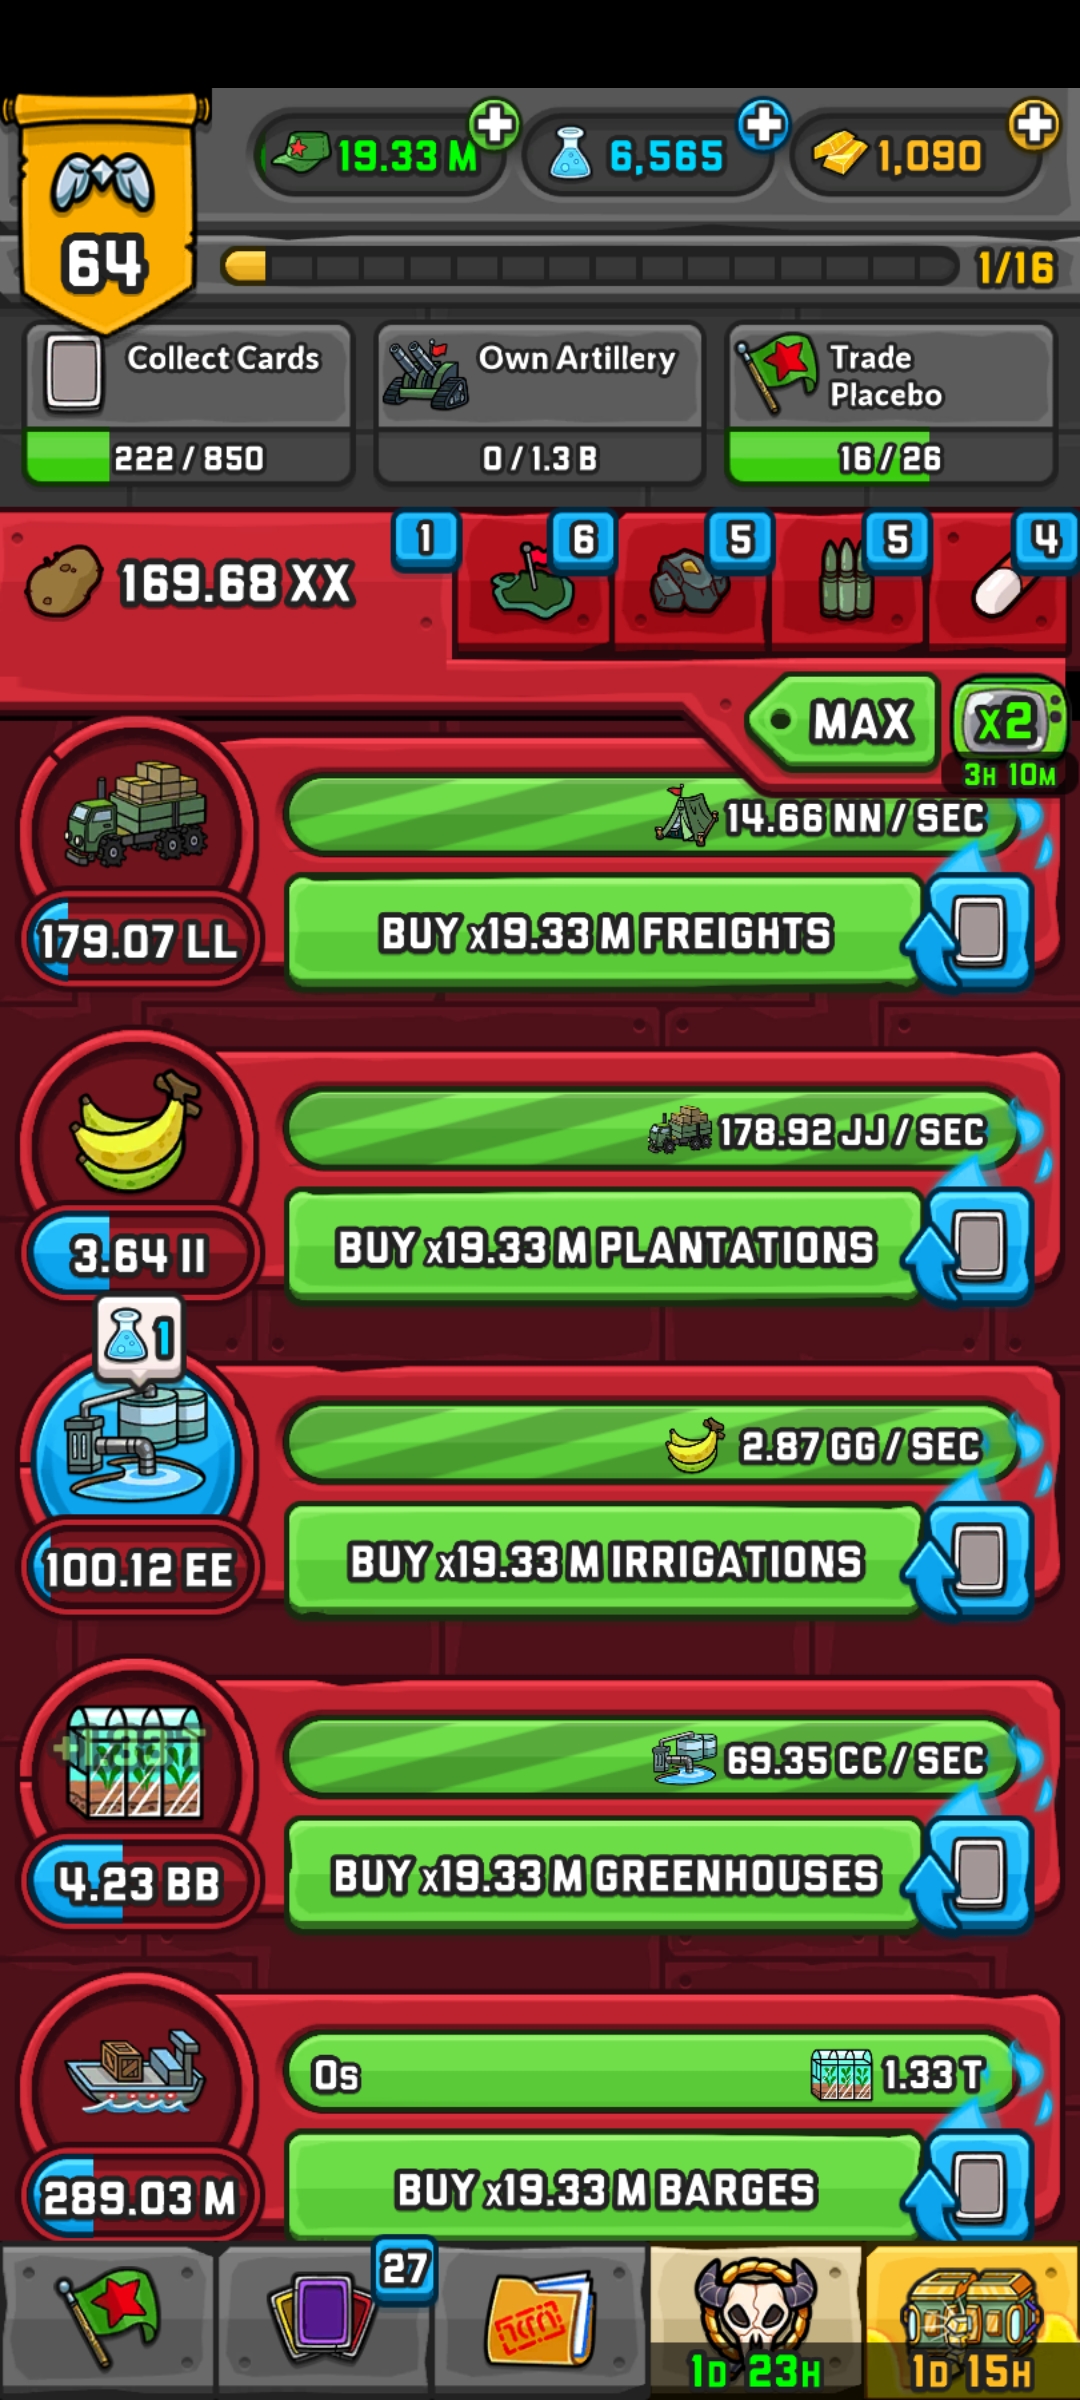 19.33 M
6,565
1,090
64
1/16
Collect Cards
222 / 850
Own Artillery
0 / 1.3 B
Trade
Placebo
16 / 26
169.68 XX
1
6
5
5
4
MAX
x2
3H 10M
14.66 NN / SEC
179.07 LL
BUY x19.33 M FREIGHTS
178.92 JJ / SEC
3.64 II
BUY x19.33 M PLANTATIONS
1
2.87 GG / SEC
100.12 EE
BUY x19.33 M IRRIGATIONS
69.35 CC / SEC
4.23 BB
BUY x19.33 M GREENHOUSES
0s
1.33 T
289.03 M
BUY x19.33 M BARGES
27
1D 23H
1D 15H